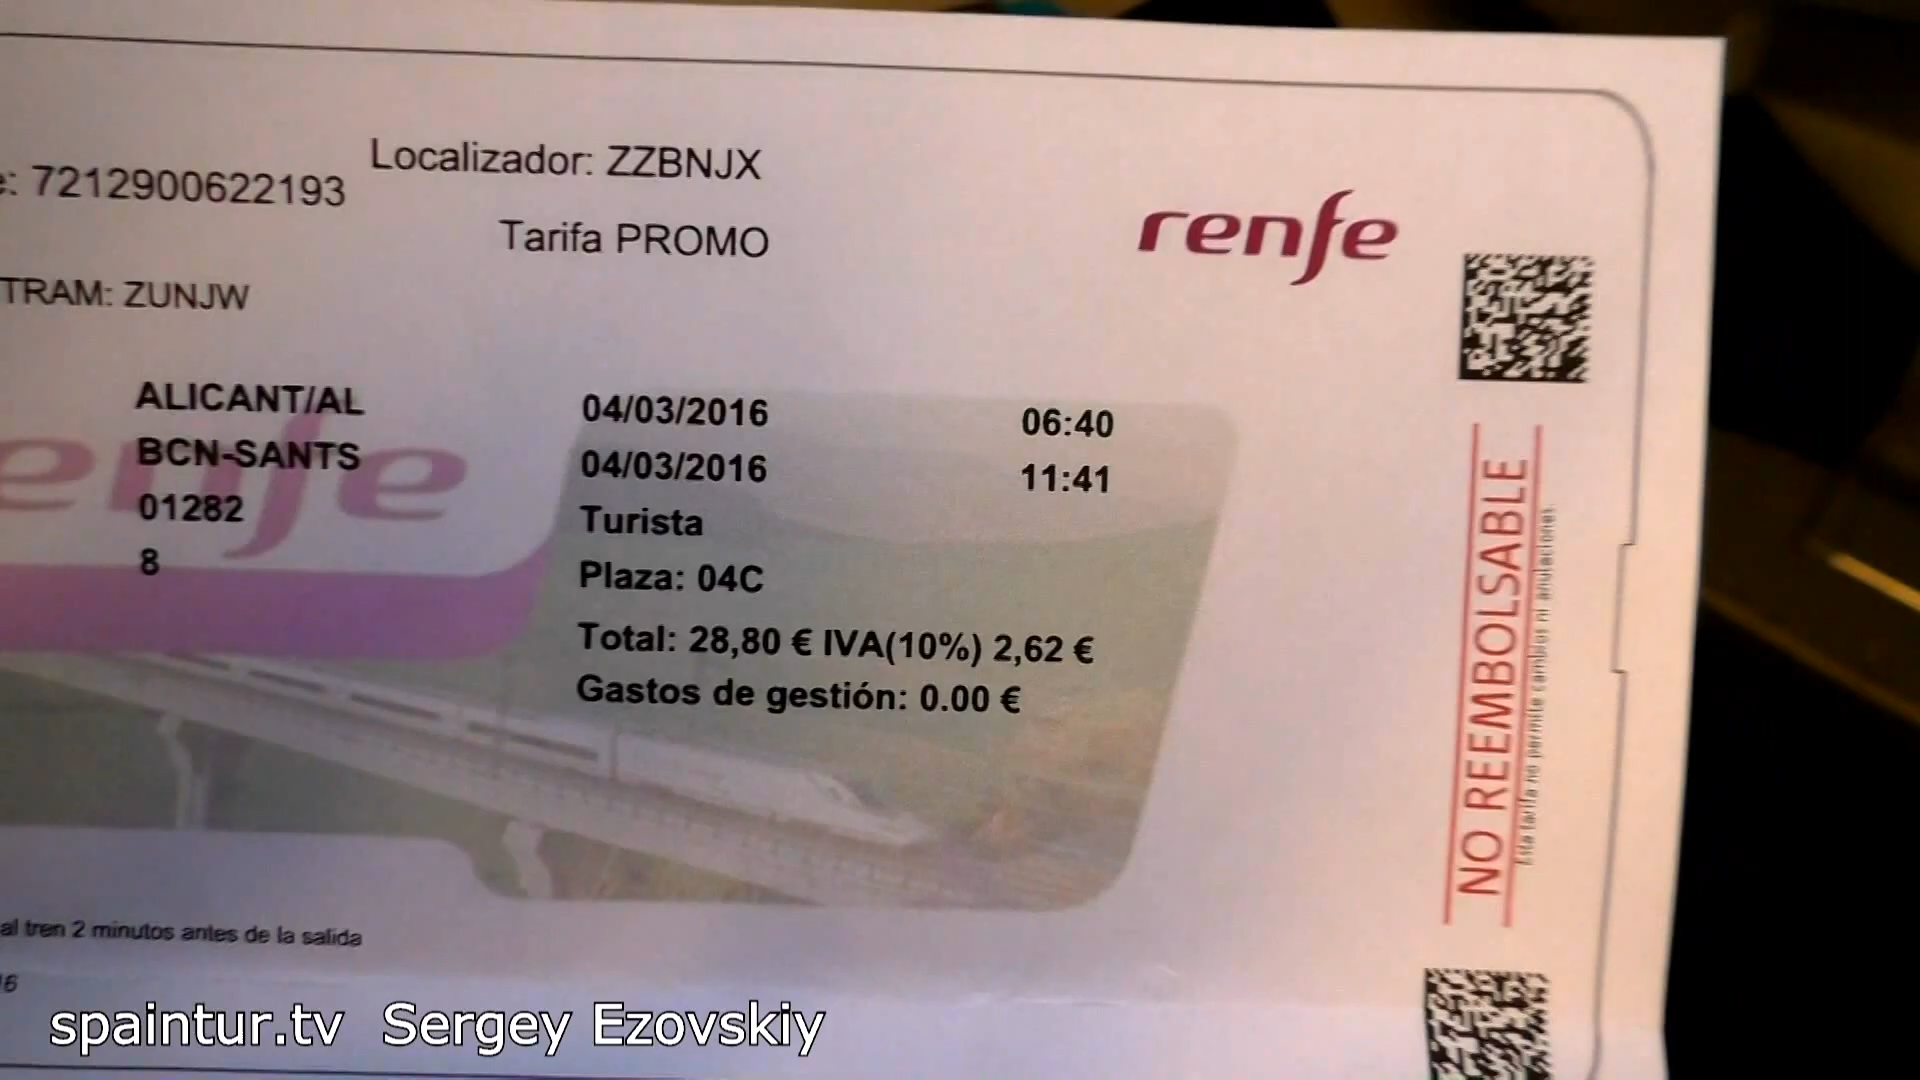 Localizador: ZZBNJX
: 7212900622193
Tarifa PROMO
renfe
TRAM: ZUNJW
ALICANT/AL 04/03/2016 06:40
BCN-SANTS 04/03/2016 11:41
01282 Turista
8 Plaza: 04C
Total: 28,80 € IVA(10%) 2,62 €
Gastos de gestión: 0.00 €
NO REEMBOLSABLE
Esta tarifa no permite cambios ni anulaciones.
al tren 2 minutos antes de la salida
spaintur.tv Sergey Ezovskiy